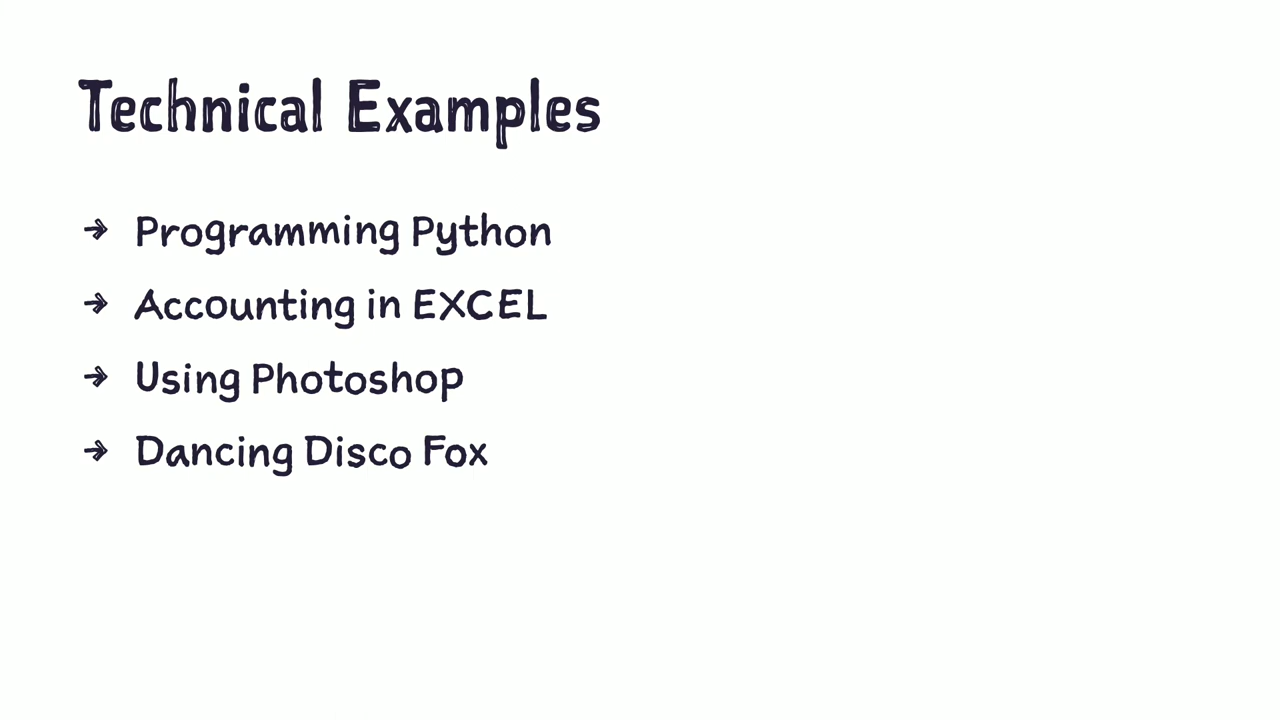 Technical Examples
→ Programming Python
→ Accounting in EXCEL
→ Using Photoshop
→ Dancing Disco Fox